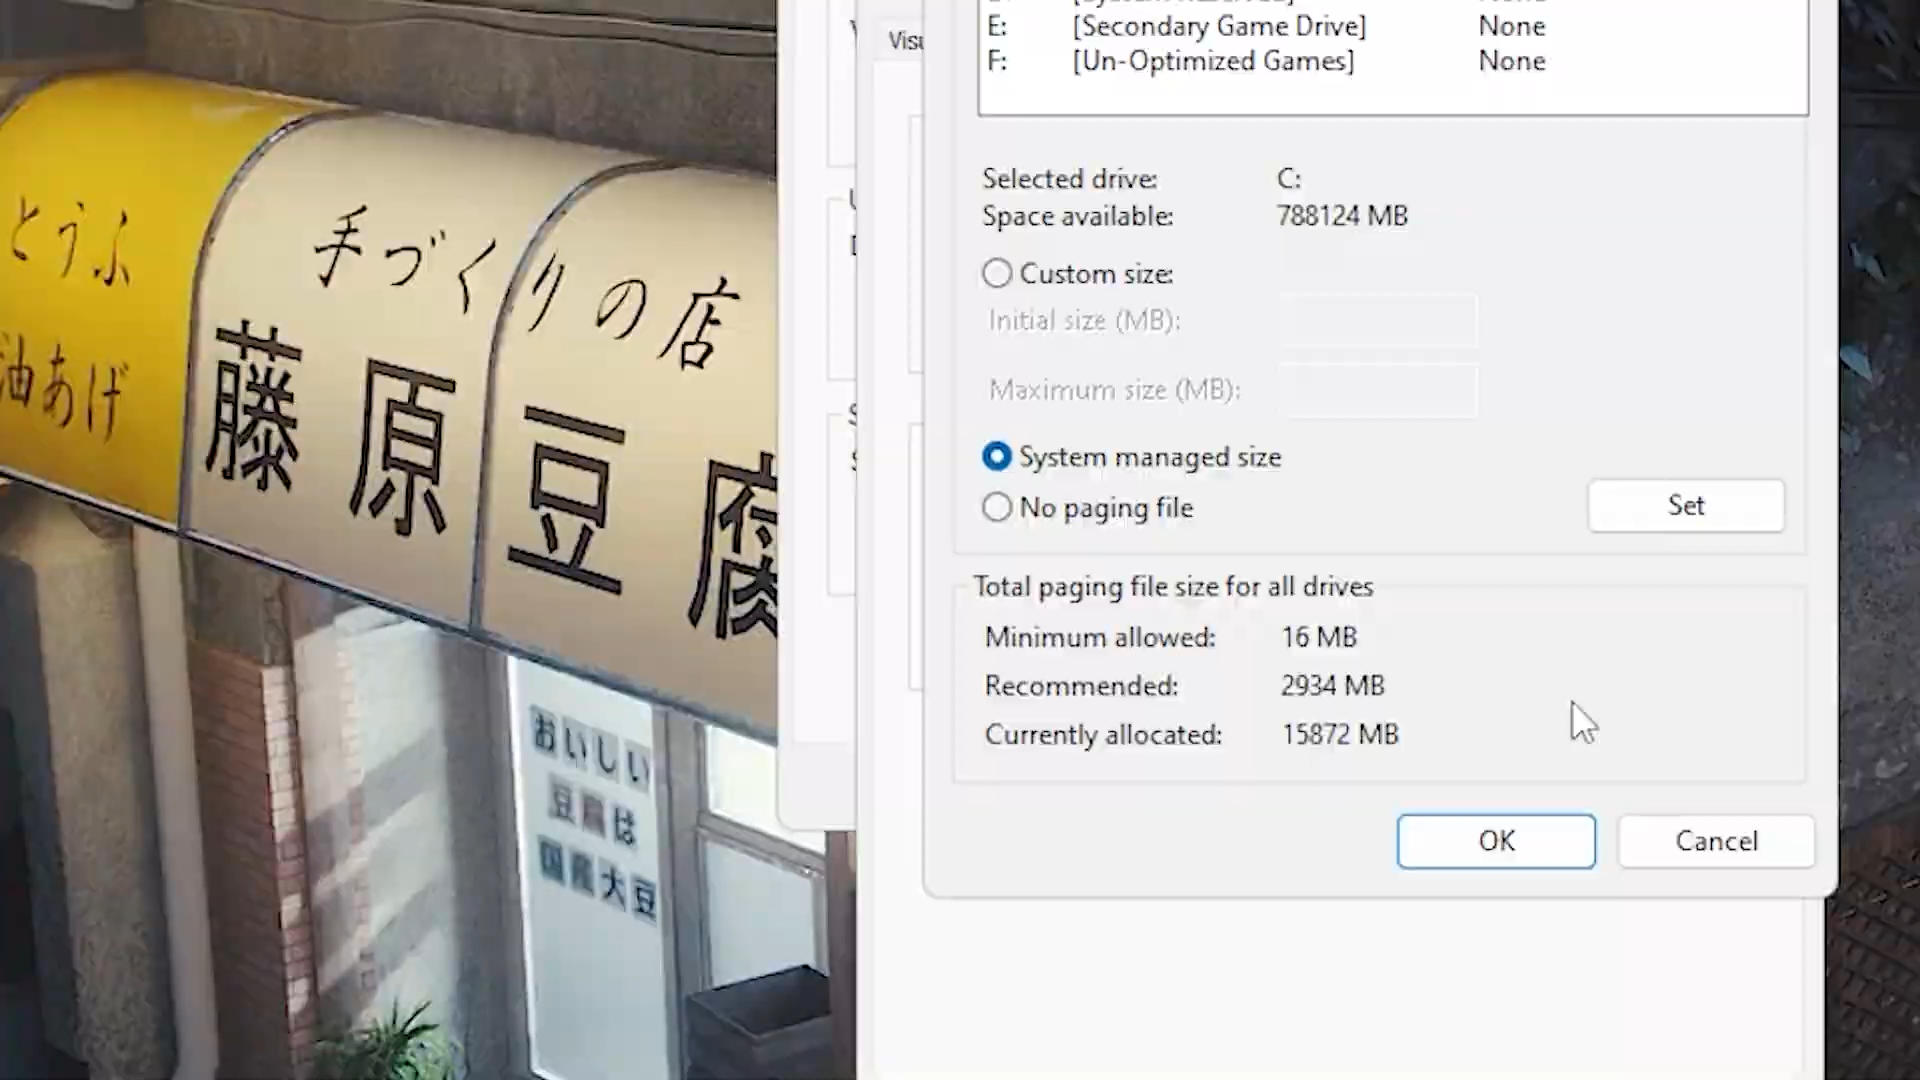 とうふ
油あげ
手づくりの店
藤原豆腐
おいしい
豆腐は
国産大豆
Visu
E: [Secondary Game Drive] None
F: [Un-Optimized Games] None
Selected drive: C:
Space available: 788124 MB
Custom size:
Initial size (MB):
Maximum size (MB):
System managed size
No paging file
Set
Total paging file size for all drives
Minimum allowed: 16 MB
Recommended: 2934 MB
Currently allocated: 15872 MB
OK Cancel